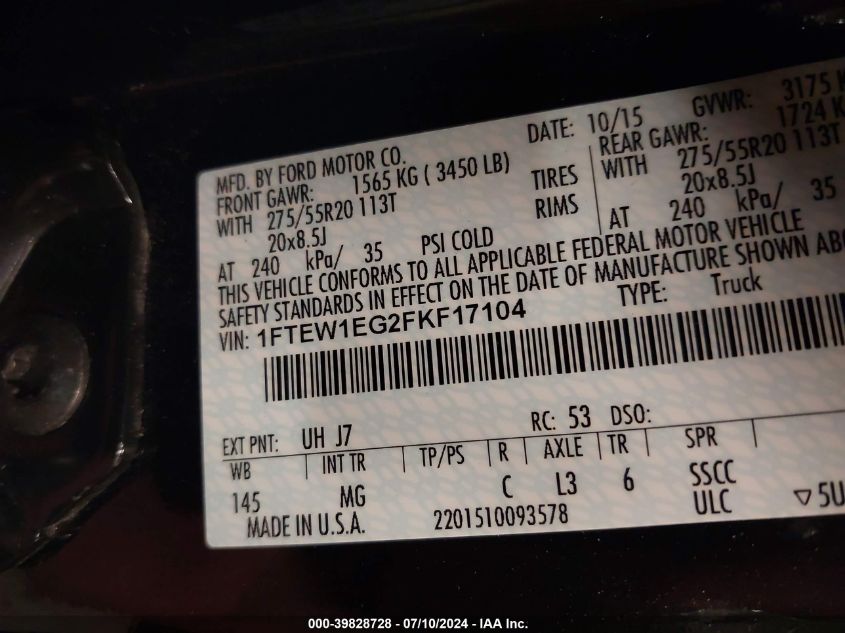 MFD. BY FORD MOTOR CO.
DATE: 10/15
GVWR: 3175 K
FRONT GAWR: 1565 KG ( 3450 LB)
REAR GAWR: 1724 K
WITH 275/55R20 113T TIRES
WITH 275/55R20 113T
20x8.5J RIMS
20x8.5J
AT 240 kPa/ 35 PSI COLD
AT 240 kPa/ 35
THIS VEHICLE CONFORMS TO ALL APPLICABLE FEDERAL MOTOR VEHICLE
SAFETY STANDARDS IN EFFECT ON THE DATE OF MANUFACTURE SHOWN ABO
VIN: 1FTEW1EG2FKF17104
TYPE: Truck
EXT PNT: UH J7 RC: 53 DSO:
WB INT TR TP/PS R AXLE TR SPR
145 MG C L3 6 SSCC
ULC
▽5U
MADE IN U.S.A. 2201510093578
000-39828728 - 07/10/2024 - IAA Inc.